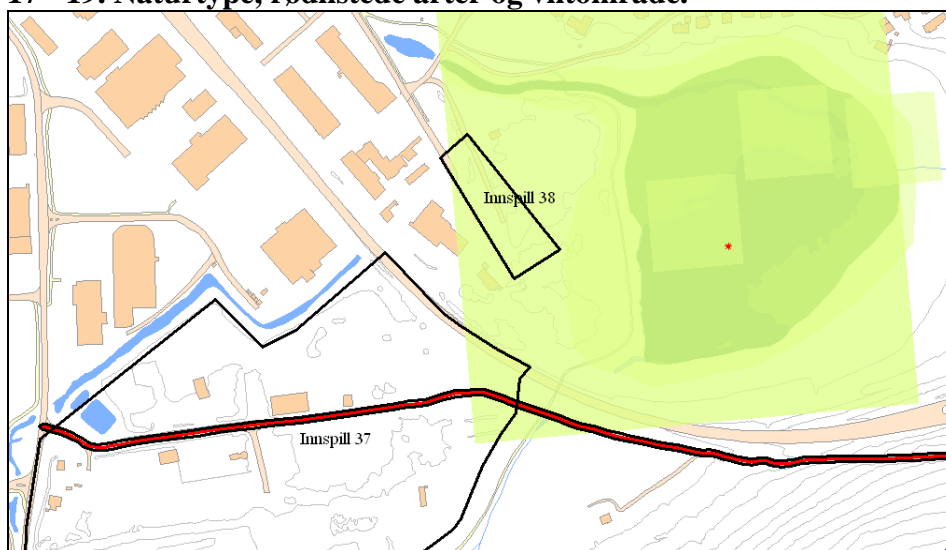 17 - 19. Naturtype, rødlistede arter og viltområde.
Innspill 38
Innspill 37